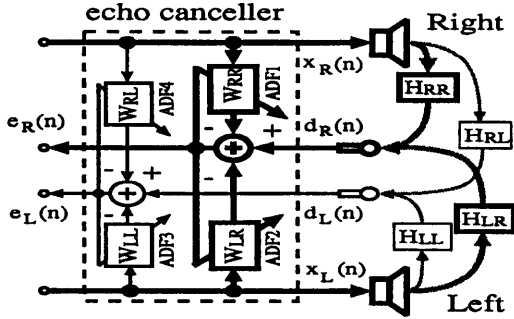 echo canceller
Right
xR(n)
WRL
ADF4
WRR
ADF1
HRR
eR(n)
-
-
+
dR(n)
HRL
+
-
+
+
eL(n)
-
-
dL(n)
WLL
ADF3
WLR
ADF2
HLL
HLR
xL(n)
Left